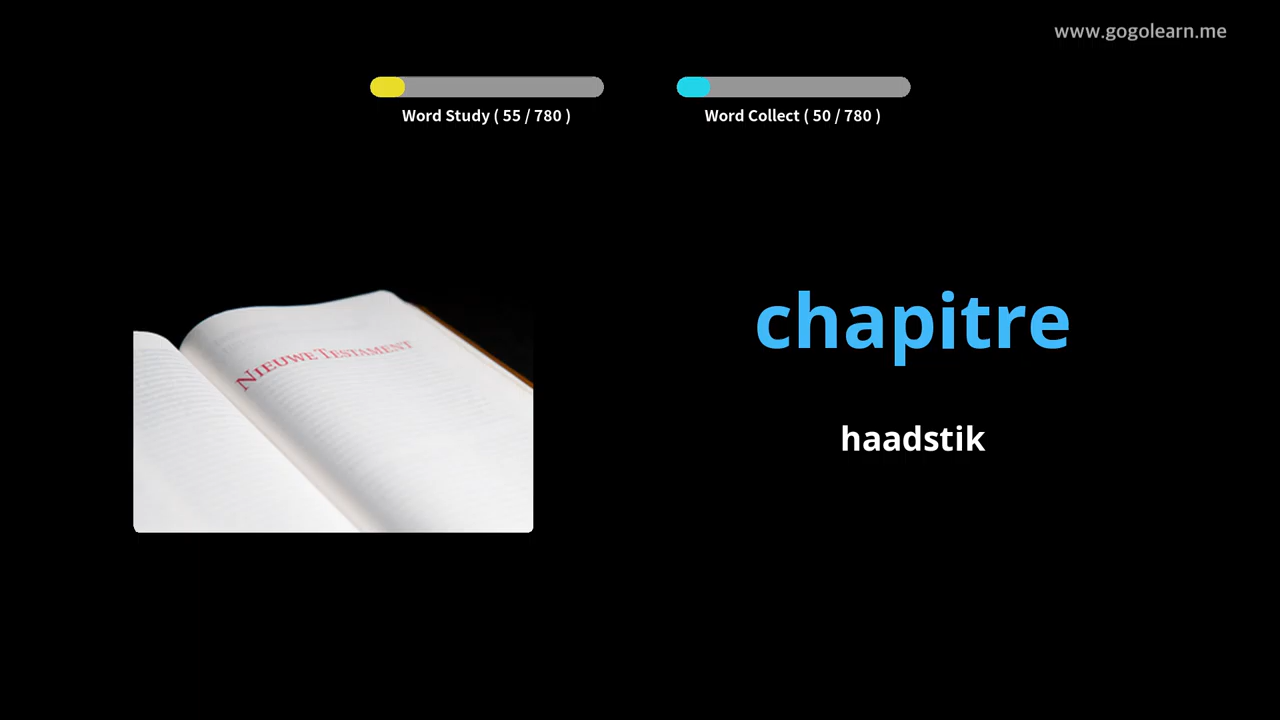 www.gogolearn.me
Word Study ( 55 / 780 )
Word Collect ( 50 / 780 )
NIEUWE TESTAMENT
chapitre
haadstik